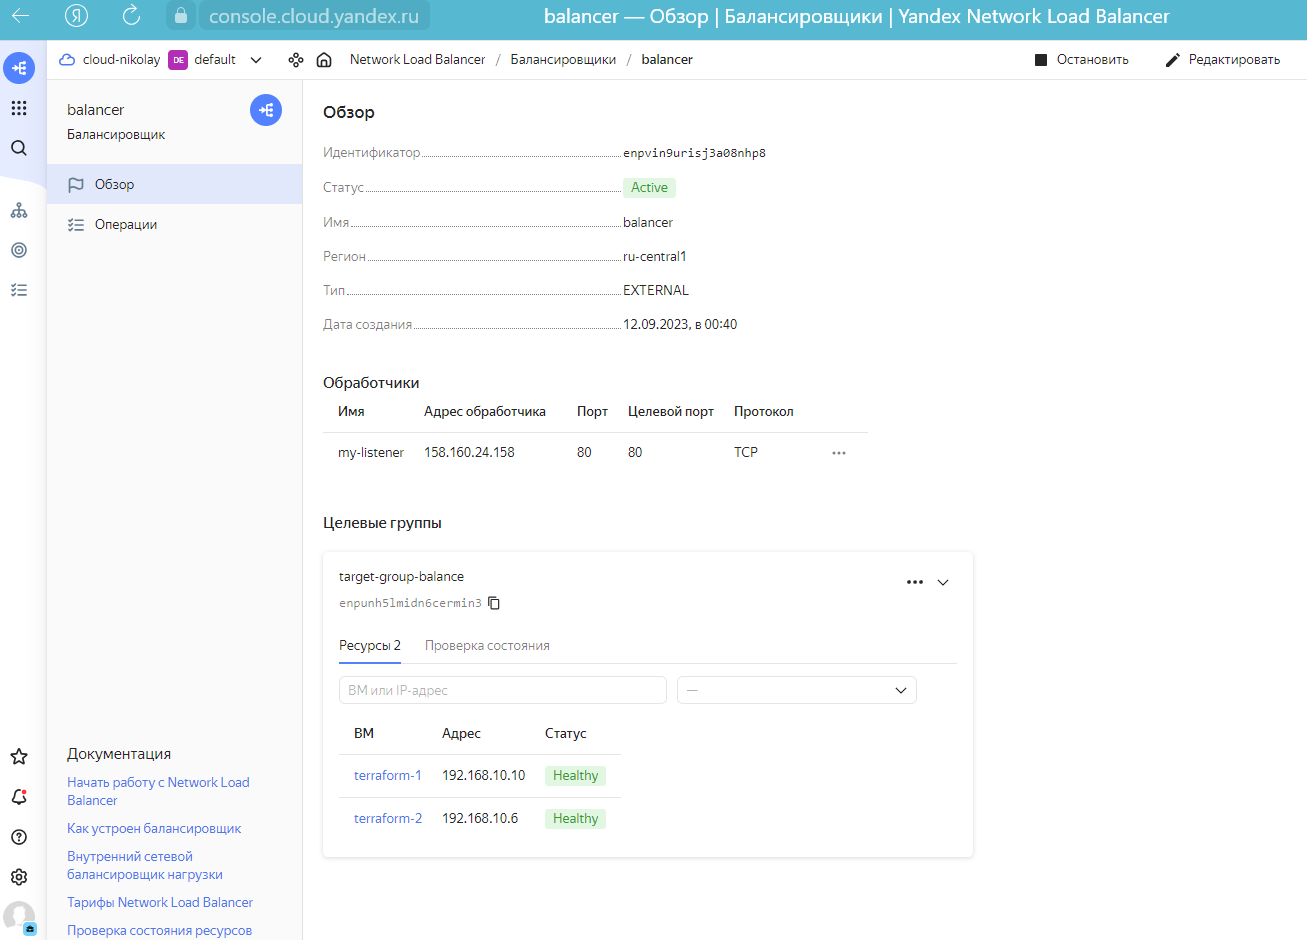 Я
console.cloud.yandex.ru
balancer — Обзор | Балансировщики | Yandex Network Load Balancer
cloud-nikolay DE default
Network Load Balancer / Балансировщики / balancer
Остановить
Редактировать
balancer
Балансировщик
Обзор
Операции
Документация
Начать работу с Network Load
Balancer
Как устроен балансировщик
Внутренний сетевой
балансировщик нагрузки
Тарифы Network Load Balancer
Проверка состояния ресурсов
Обзор
Идентификатор enpvin9urisj3a08nhp8
Статус Active
Имя balancer
Регион ru-central1
Тип EXTERNAL
Дата создания 12.09.2023, в 00:40
Обработчики
Имя Адрес обработчика Порт Целевой порт Протокол
my-listener 158.160.24.158 80 80 TCP
Целевые группы
target-group-balance
enpunh5lmidn6cermin3
Ресурсы 2 Проверка состояния
ВМ или IP-адрес —
ВМ Адрес Статус
terraform-1 192.168.10.10 Healthy
terraform-2 192.168.10.6 Healthy